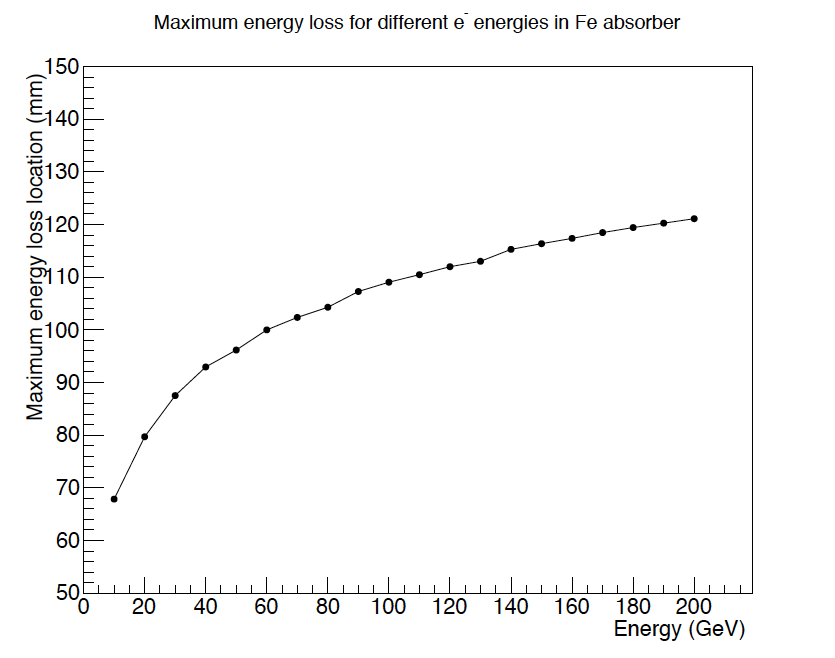 Maximum energy loss for different e- energies in Fe absorber
Maximum energy loss location (mm)
150
140
130
120
110
100
90
80
70
60
50
0 20 40 60 80 100 120 140 160 180 200
Energy (GeV)